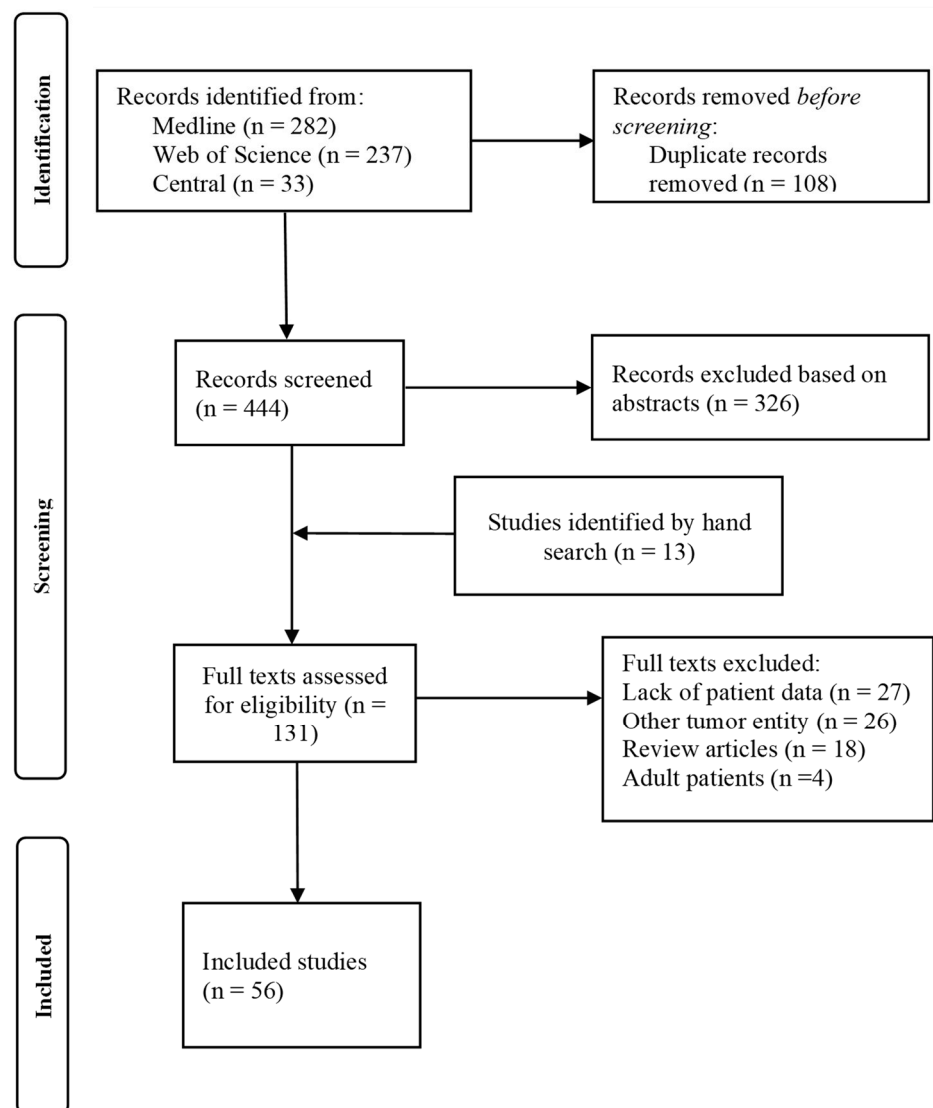 Identification
Records identified from:
Medline (n = 282)
Web of Science (n = 237)
Central (n = 33)
Records removed before
screening:
Duplicate records
removed (n = 108)
Screening
Records screened
(n = 444)
Records excluded based on
abstracts (n = 326)
Studies identified by hand
search (n = 13)
Full texts assessed
for eligibility (n =
131)
Full texts excluded:
Lack of patient data (n = 27)
Other tumor entity (n = 26)
Review articles (n = 18)
Adult patients (n =4)
Included
Included studies
(n = 56)